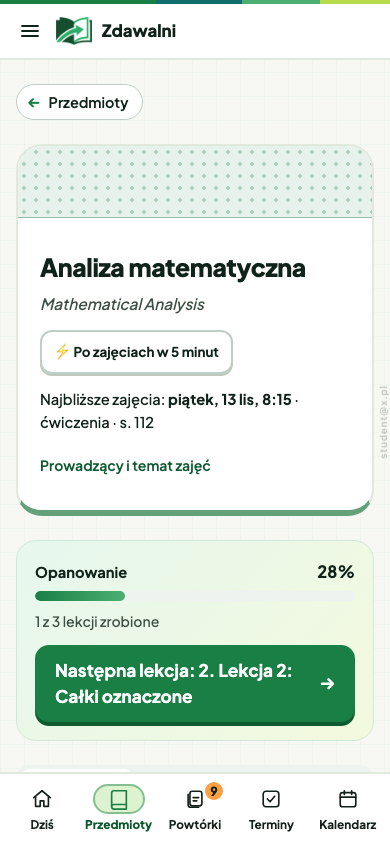 Zdawalni
← Przedmioty
Analiza matematyczna
Mathematical Analysis
⚡ Po zajęciach w 5 minut
Najbliższe zajęcia: piątek, 13 lis, 8:15 ·
ćwiczenia · s. 112
Prowadzący i temat zajęć
student@x.pl
Opanowanie 28%
1 z 3 lekcji zrobione
Następna lekcja: 2. Lekcja 2:
Całki oznaczone →
9
Dziś Przedmioty Powtórki Terminy Kalendarz